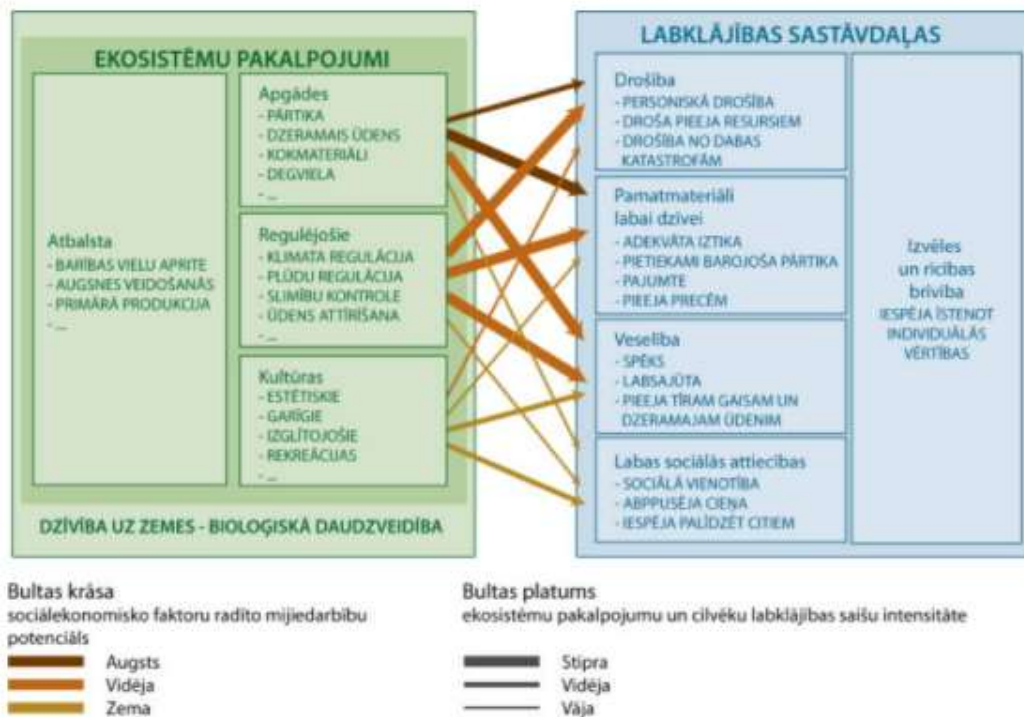 EKOSISTĒMU PAKALPOJUMI
Atbalsta
- BARĪBAS VIELU APRITE
- AUGSNES VEIDOŠANĀS
- PRIMĀRĀ PRODUKCIJA
- ...
Apgādes
- PĀRTIKA
- DZERAMAIS ŪDENS
- KOKMATERIĀLI
- DEGVIELA
- ...
Regulējošie
- KLIMATA REGULĀCIJA
- PLŪDU REGULĀCIJA
- SLIMĪBU KONTROLE
- ŪDENS ATTĪRĪŠANA
- ...
Kultūras
- ESTĒTISKIE
- GARĪGIE
- IZGLĪTOJOŠIE
- REKREĀCIJAS
- ...
DZĪVĪBA UZ ZEMES - BIOLOĢISKĀ DAUDZVEIDĪBA
LABKLĀJĪBAS SASTĀVDAĻAS
Drošība
- PERSONISKĀ DROŠĪBA
- DROŠA PIEEJA RESURSIEM
- DROŠĪBA NO DABAS
KATASTROFĀM
Pamatmateriāli
labai dzīvei
- ADEKVĀTA IZTIKA
- PIETIEKAMI BAROJOŠA PĀRTIKA
- PAJUMTE
- PIEEJA PRECĒM
Veselība
- SPĒKS
- LABSAJŪTA
- PIEEJA TĪRAM GAISAM UN
DZERAMAJAM ŪDENIM
Labas sociālās attiecības
- SOCIĀLĀ VIENOTĪBA
- ABPPUSĒJA CIEŅA
- IESPĒJA PALĪDZĒT CITIEM
Izvēles
un rīcības
brīvība
IESPĒJA ĪSTENOT
INDIVIDUĀLĀS
VĒRTĪBAS
Bultas krāsa
sociālekonomisko faktoru radīto mijiedarbību
potenciāls
Augsts
Vidēja
Zema
Bultas platums
ekosistēmu pakalpojumu un cilvēku labklājības saišu intensitāte
Stipra
Vidēja
Vāja